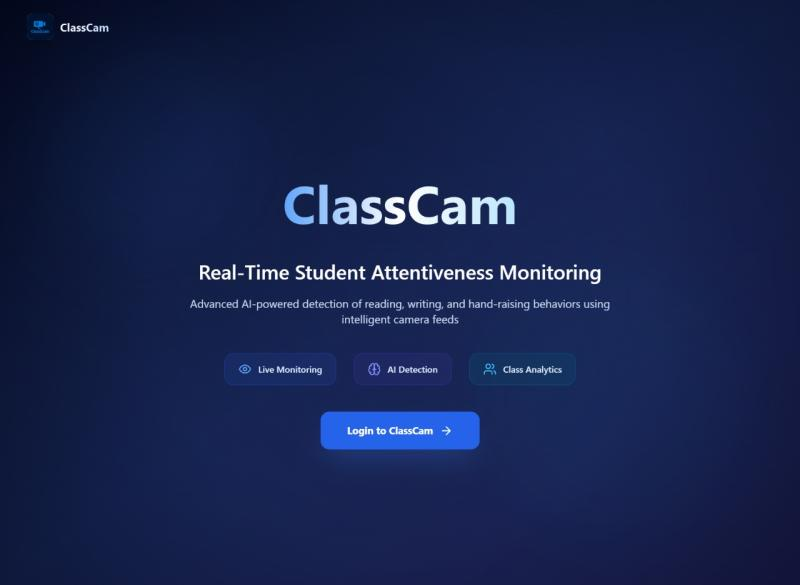 ClassCam
ClassCam
Real-Time Student Attentiveness Monitoring
Advanced AI-powered detection of reading, writing, and hand-raising behaviors using
intelligent camera feeds
Live Monitoring
AI Detection
Class Analytics
Login to ClassCam